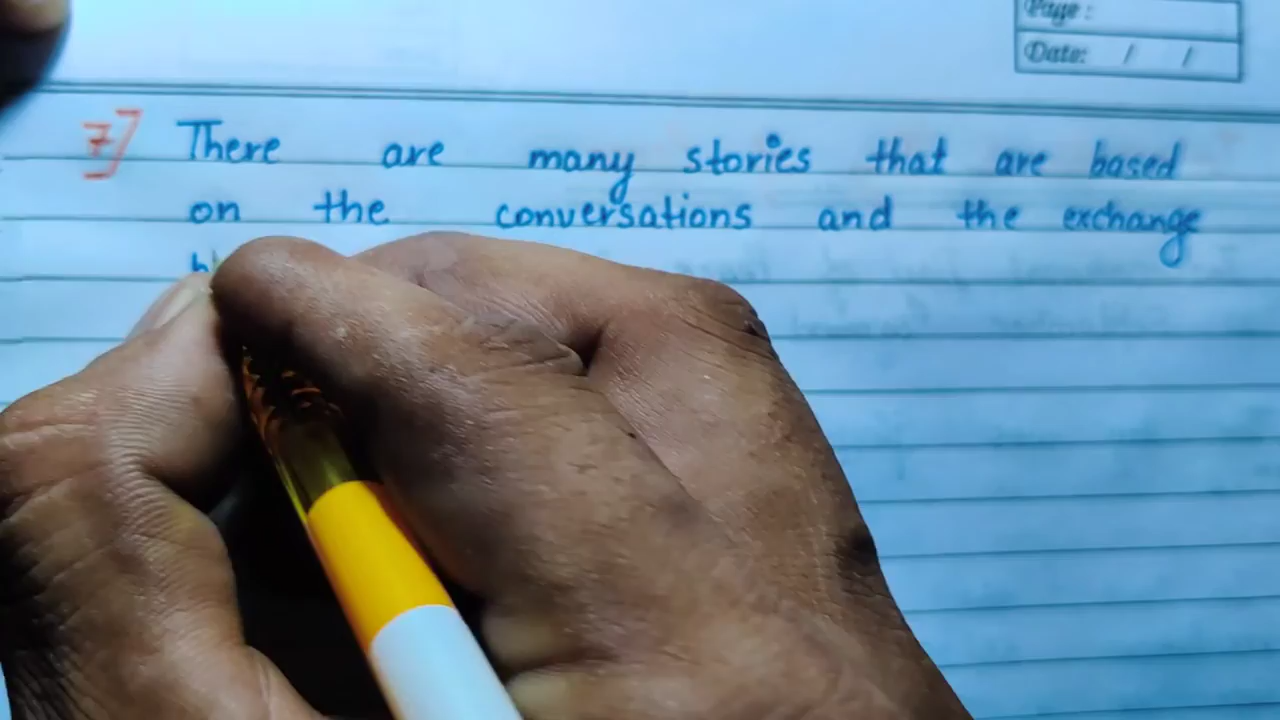 Page :
Date: / /
7] There are many stories that are based
on the conversations and the exchange